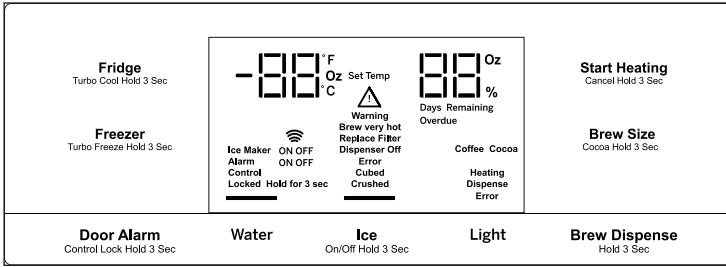 Fridge
Turbo Cool Hold 3 Sec
Freezer
Turbo Freeze Hold 3 Sec
-88 °F Oz °C
Set Temp
88 Oz %
Days Remaining
Overdue
Warning
Brew very hot
Replace Filter
Dispenser Off
Error
Cubed
Crushed
Ice Maker ON OFF
Alarm ON OFF
Control
Locked Hold for 3 sec
Coffee Cocoa
Heating
Dispense
Error
Start Heating
Cancel Hold 3 Sec
Brew Size
Cocoa Hold 3 Sec
Door Alarm
Control Lock Hold 3 Sec
Water
Ice
On/Off Hold 3 Sec
Light
Brew Dispense
Hold 3 Sec